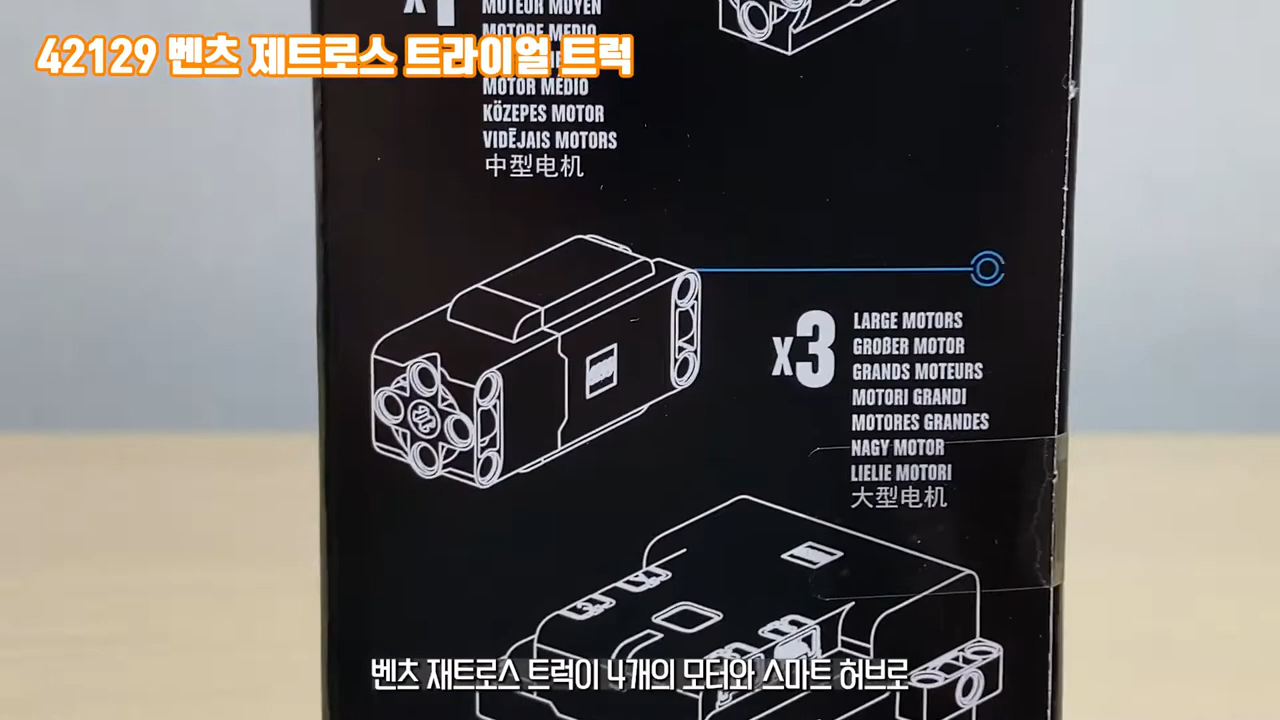 42129 벤츠 제트로스 트라이얼 트럭
x1
MOTEUR MOYEN
MOTORE MEDIO
MOTOR MÉDIO
KÖZEPES MOTOR
VIDĒJAIS MOTORS
中型电机
x3
LARGE MOTORS
GROßER MOTOR
GRANDS MOTEURS
MOTORI GRANDI
MOTORES GRANDES
NAGY MOTOR
LIELIE MOTORI
大型电机
벤츠 재트로스 트럭이 4개의 모터와 스마트 허브로